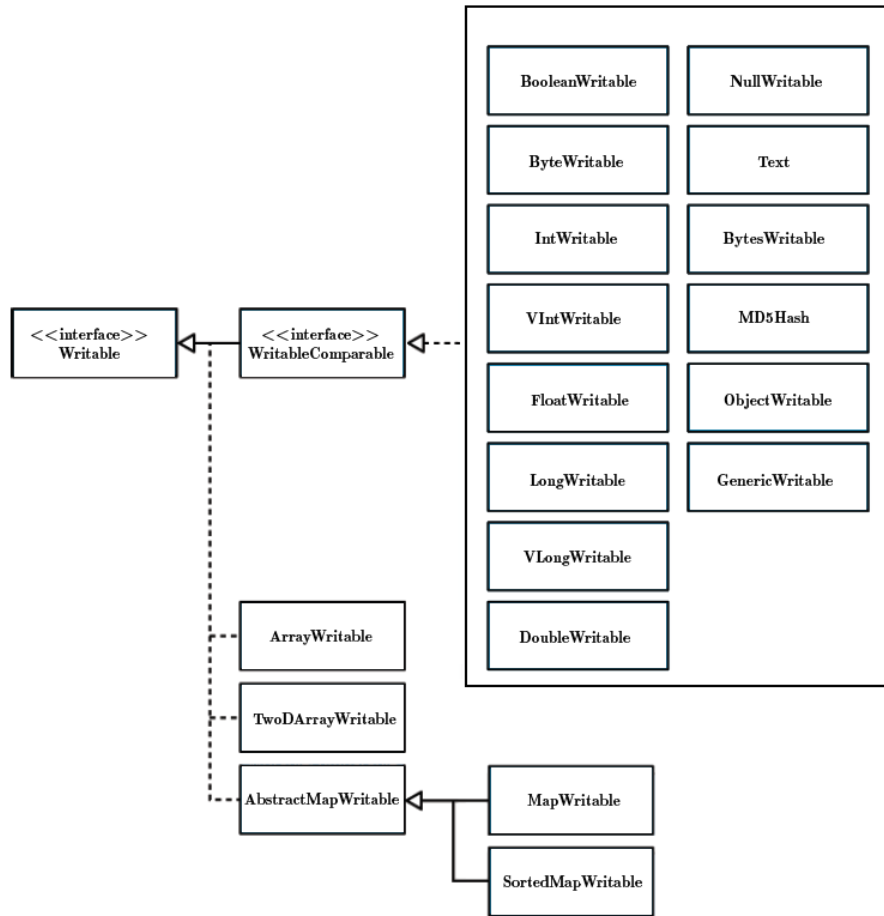 BooleanWritable
NullWritable
ByteWritable
Text
IntWritable
BytesWritable
<<interface>>
Writable
<<interface>>
WritableComparable
VIntWritable
MD5Hash
FloatWritable
ObjectWritable
LongWritable
GenericWritable
VLongWritable
DoubleWritable
ArrayWritable
TwoDArrayWritable
AbstractMapWritable
MapWritable
SortedMapWritable